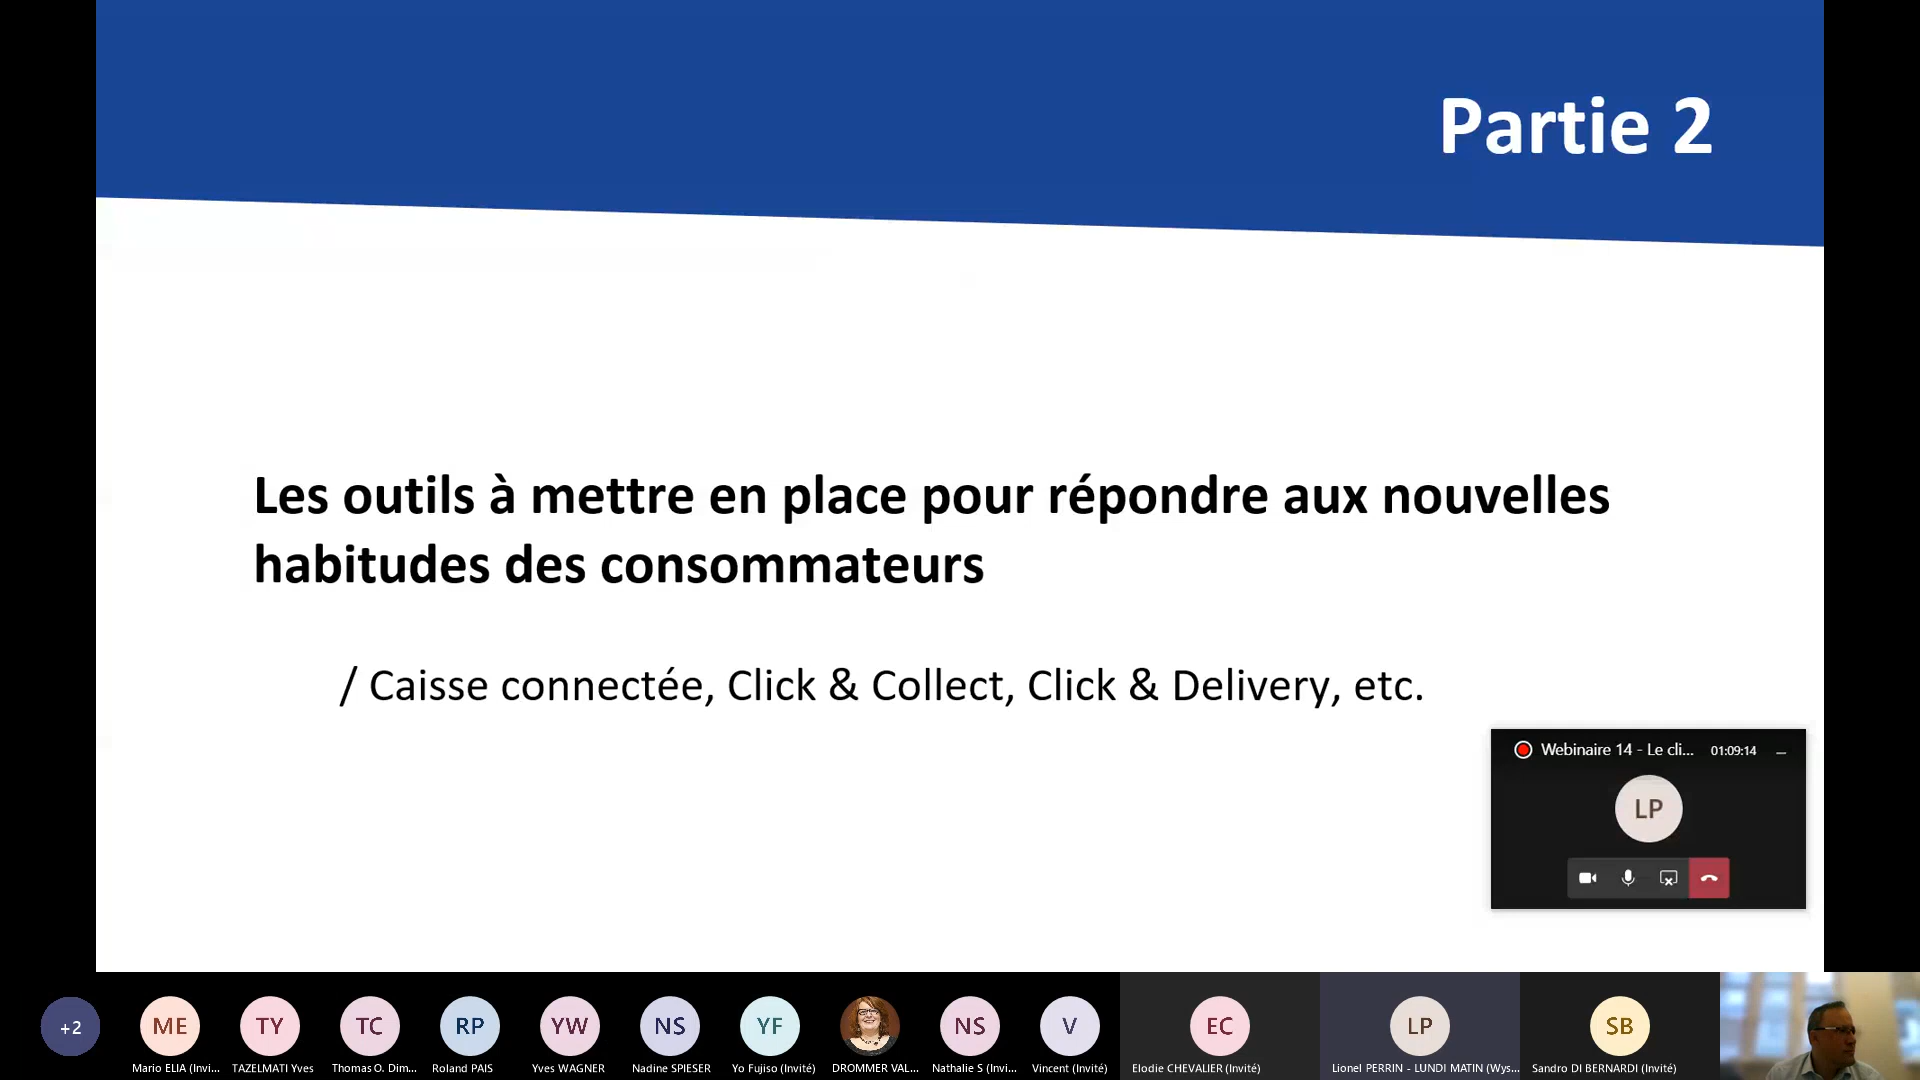 Partie 2
Les outils à mettre en place pour répondre aux nouvelles
habitudes des consommateurs
/ Caisse connectée, Click & Collect, Click & Delivery, etc.
Webinaire 14 - Le cli... 01:09:14
LP
+2 ME TY TC RP YW NS YF NS V EC LP SB
Mario ELIA (Invi... TAZELMATI Yves Thomas O. Dim... Roland PAIS Yves WAGNER Nadine SPIESER Yo Fujiso (Invité) DROMMER VAL... Nathalie S (Invi... Vincent (Invité) Elodie CHEVALIER (Invité) Lionel PERRIN - LUNDI MATIN (Wys... Sandro DI BERNARDI (Invité)